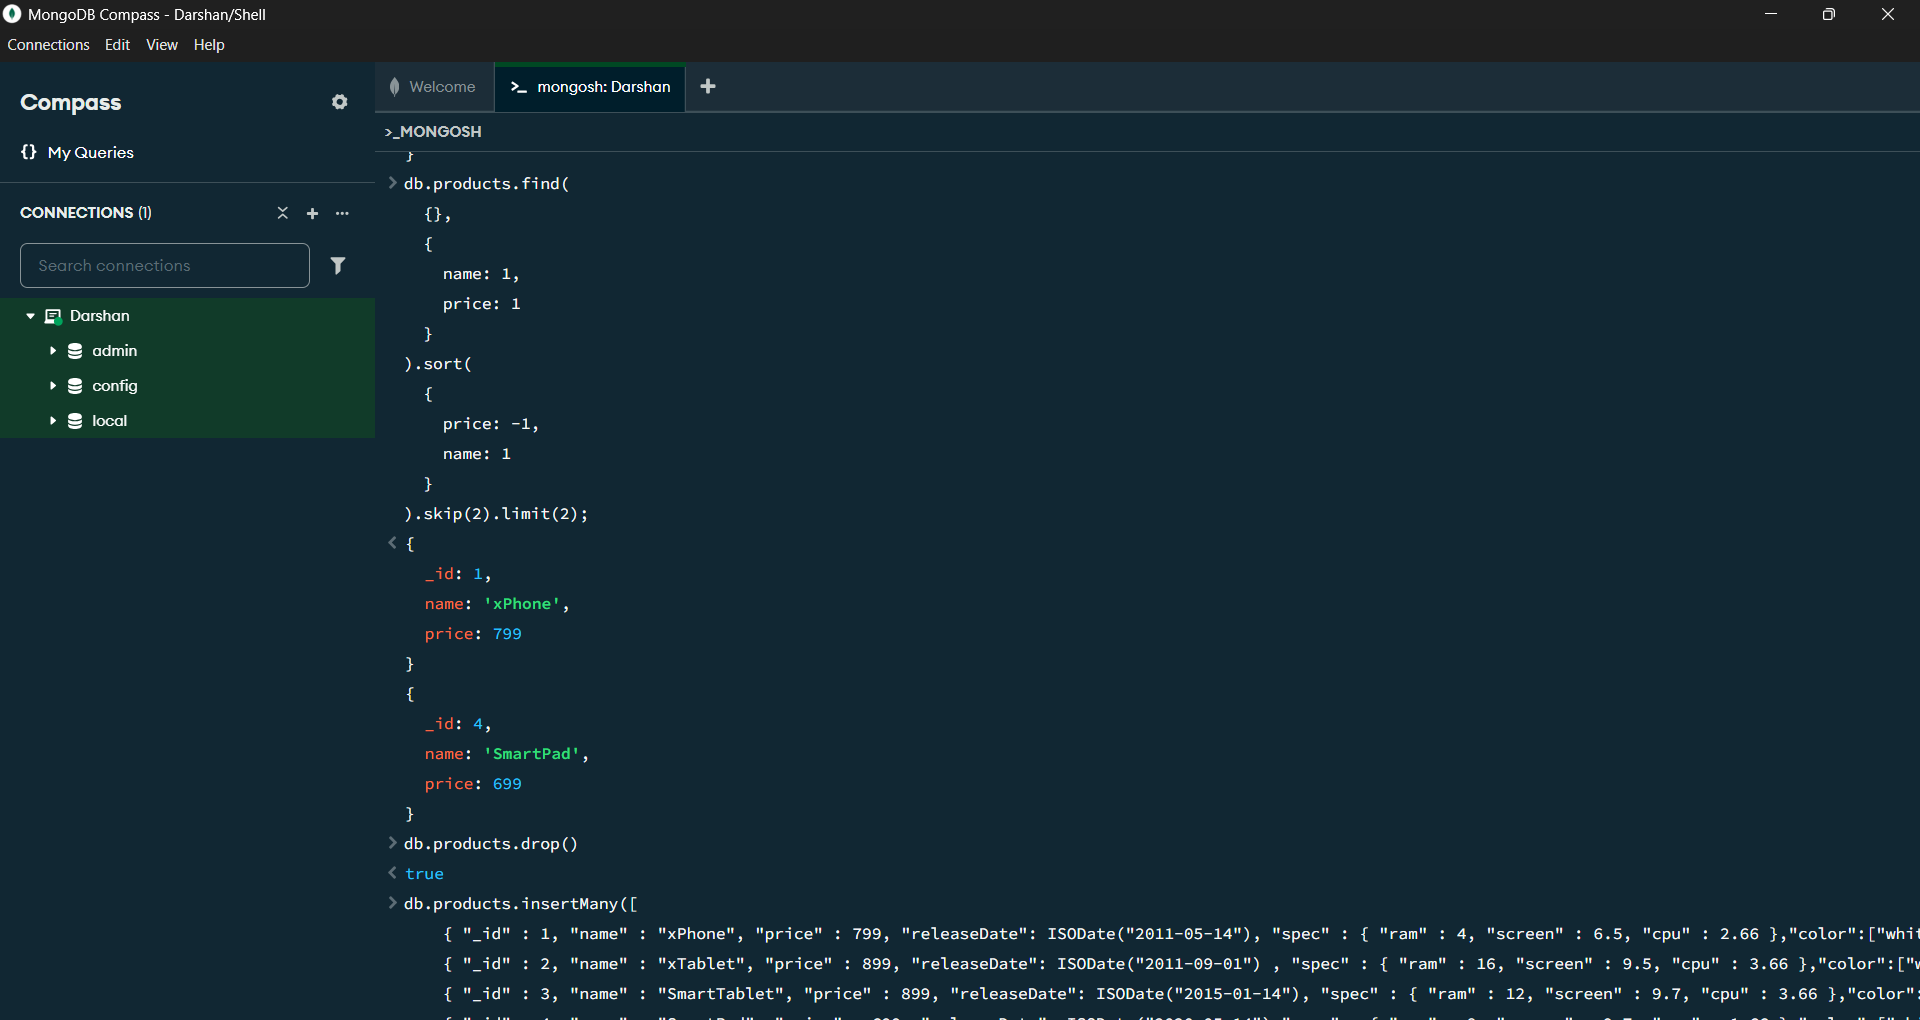 MongoDB Compass - Darshan/Shell
Connections Edit View Help
Compass
{} My Queries
CONNECTIONS (1)
Search connections
Darshan
admin
config
local
Welcome
>_ mongosh: Darshan
>_MONGOSH
}
> db.products.find(
{},
{
name: 1,
price: 1
}
).sort(
{
price: -1,
name: 1
}
).skip(2).limit(2);
< {
_id: 1,
name: 'xPhone',
price: 799
}
{
_id: 4,
name: 'SmartPad',
price: 699
}
> db.products.drop()
< true
> db.products.insertMany([
{ "_id" : 1, "name" : "xPhone", "price" : 799, "releaseDate": ISODate("2011-05-14"), "spec" : { "ram" : 4, "screen" : 6.5, "cpu" : 2.66 },"color":["whit
{ "_id" : 2, "name" : "xTablet", "price" : 899, "releaseDate": ISODate("2011-09-01") , "spec" : { "ram" : 16, "screen" : 9.5, "cpu" : 3.66 },"color":["w
{ "_id" : 3, "name" : "SmartTablet", "price" : 899, "releaseDate": ISODate("2015-01-14"), "spec" : { "ram" : 12, "screen" : 9.7, "cpu" : 3.66 },"color":